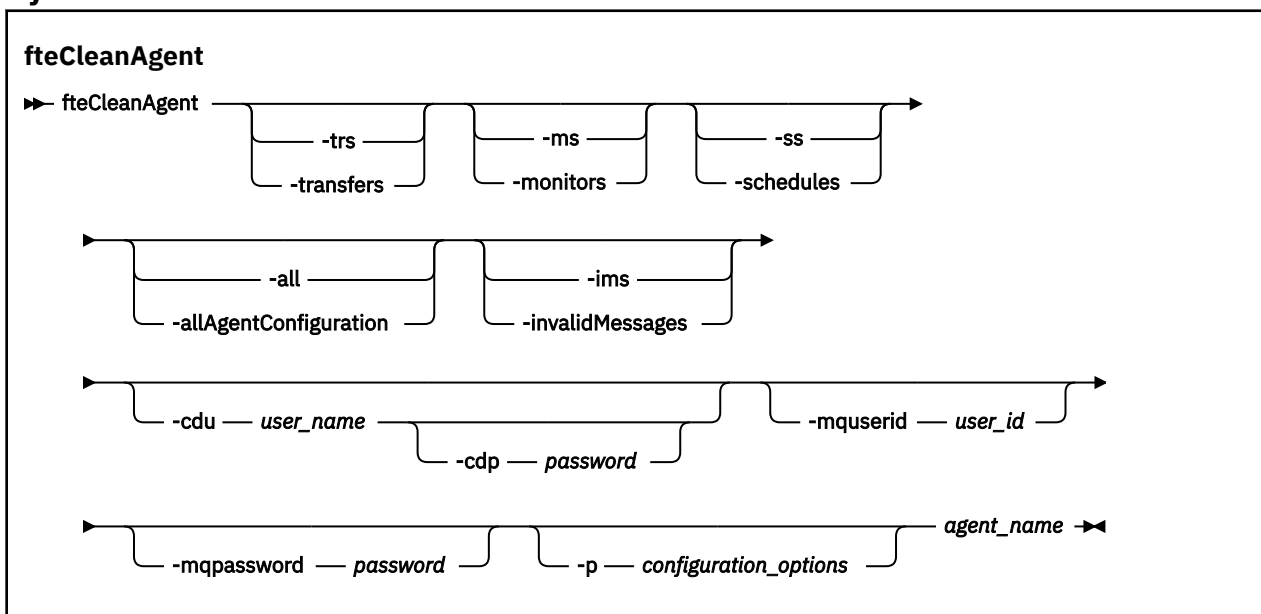 fteCleanAgent
fteCleanAgent
-trs -ms -ss
-transfers -monitors -schedules
-all -ims
-allAgentConfiguration -invalidMessages
-cdu user_name -mquserid user_id
-cdp password
agent_name
-mqpassword password -p configuration_options